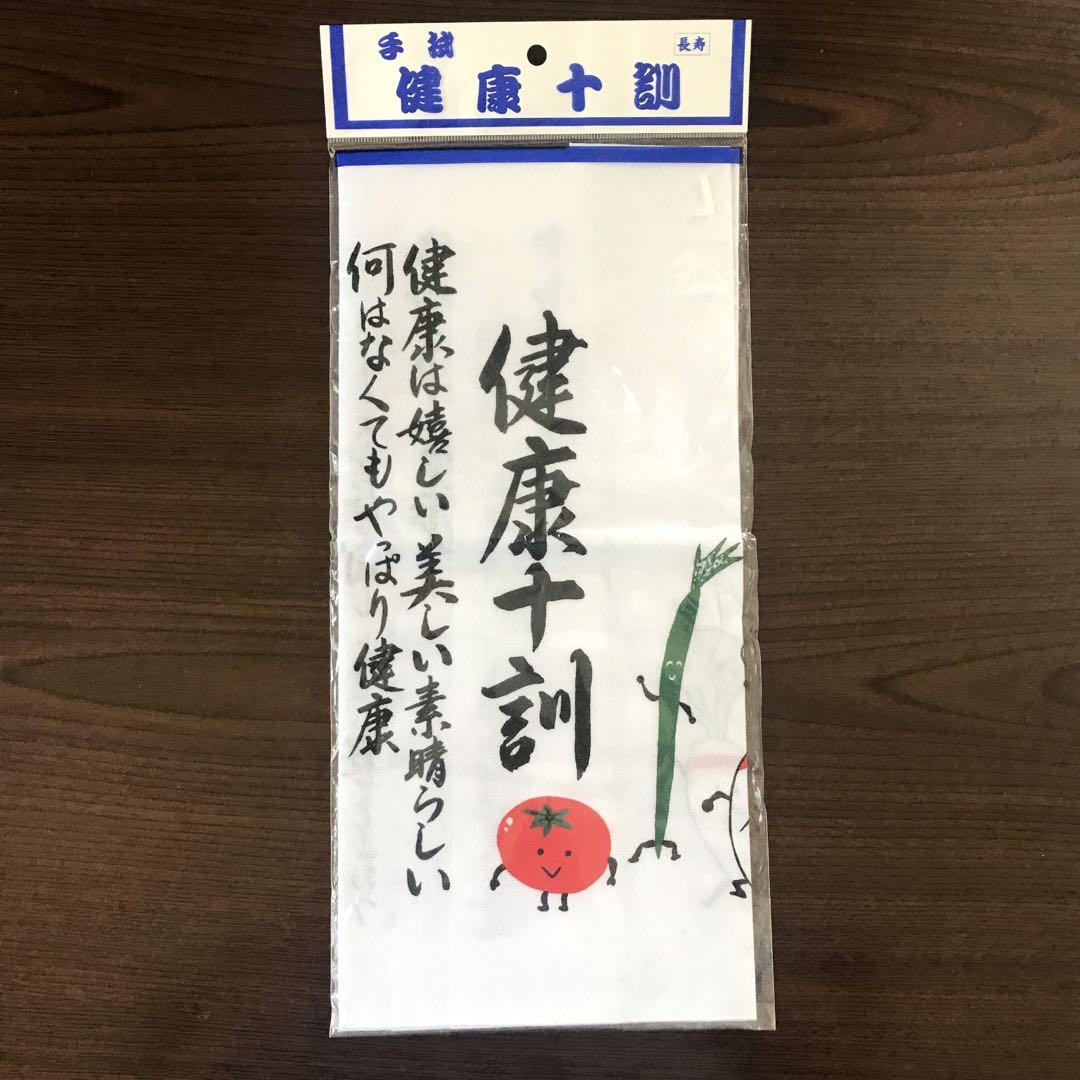 手拭
長寿
健康十訓
健康十訓
健康は嬉しい 美しい 素晴らしい
何はなくてもやっぱり健康